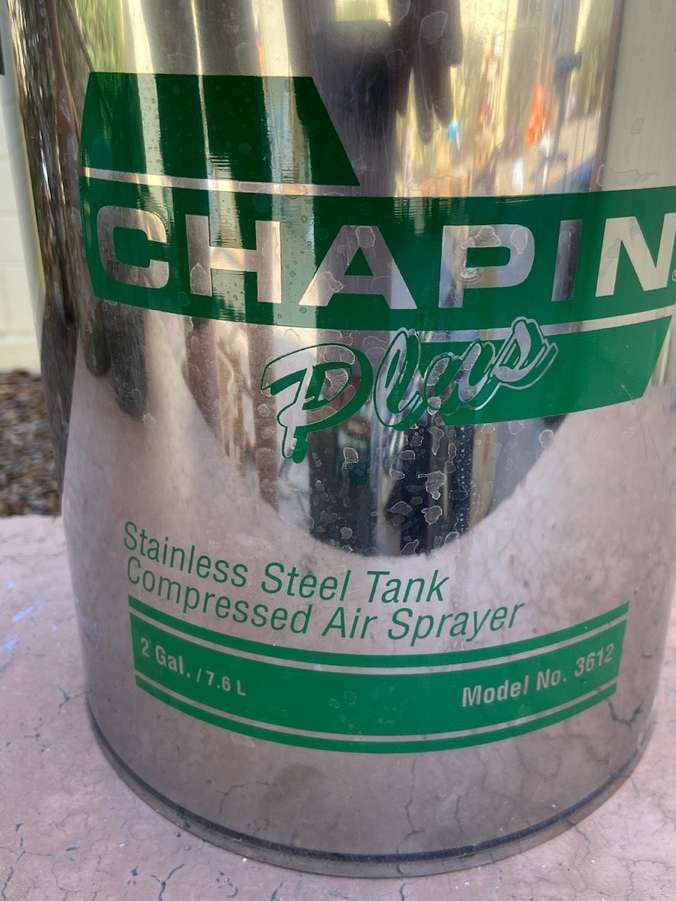 CHAPIN
Plus
Stainless Steel Tank
Compressed Air Sprayer
2 Gal. / 7.6 L
Model No. 3612